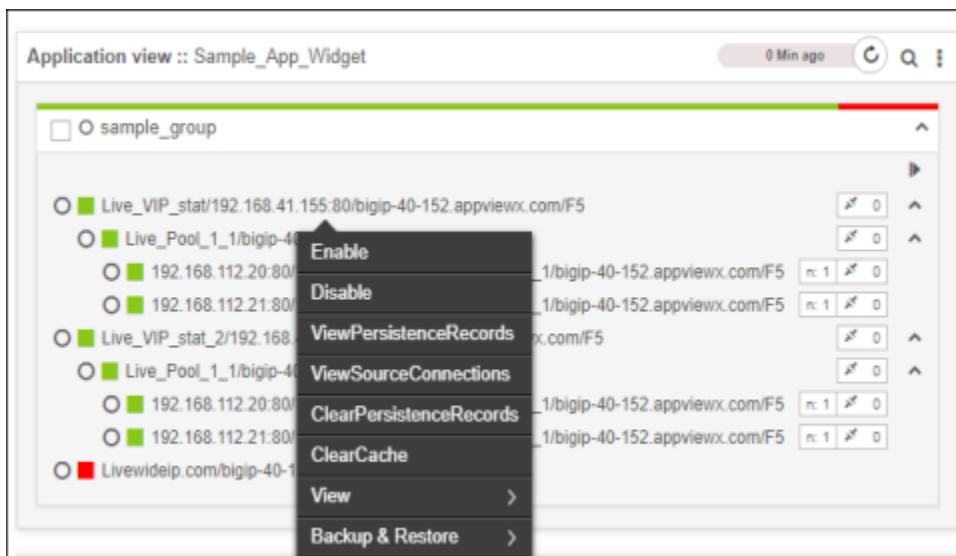 Application view :: Sample_App_Widget
0 Min ago
sample_group
Live_VIP_stat/192.168.41.155:80/bigip-40-152.appviewx.com/F5
0
Live_Pool_1_1/bigip-40
0
192.168.112.20:80/ _1/bigip-40-152.appviewx.com/F5 n: 1 0
192.168.112.21:80/ _1/bigip-40-152.appviewx.com/F5 n: 1 0
Live_VIP_stat_2/192.168. x.com/F5 0
Live_Pool_1_1/bigip-40 0
192.168.112.20:80/ _1/bigip-40-152.appviewx.com/F5 n: 1 0
192.168.112.21:80/ _1/bigip-40-152.appviewx.com/F5 n: 1 0
Livewideip.com/bigip-40-1
Enable
Disable
ViewPersistenceRecords
ViewSourceConnections
ClearPersistenceRecords
ClearCache
View
Backup & Restore